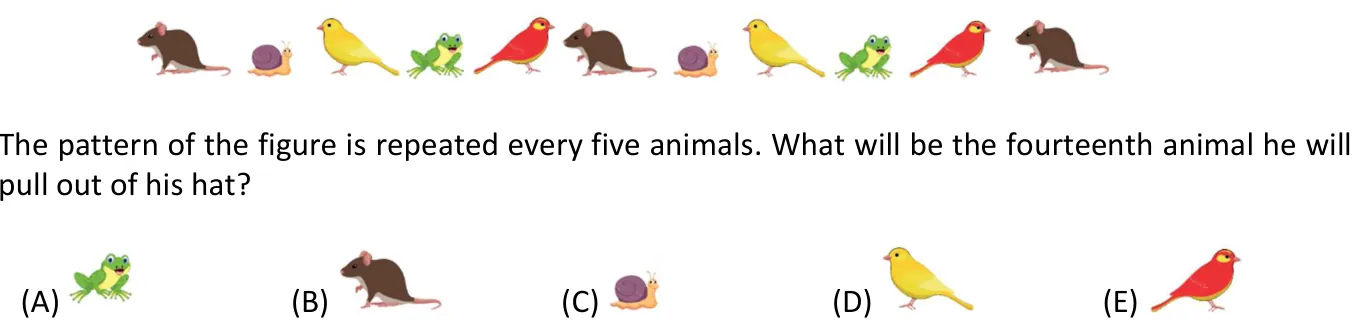 The pattern of the figure is repeated every five animals. What will be the fourteenth animal he will
pull out of his hat?
(A) (B) (C) (D) (E)